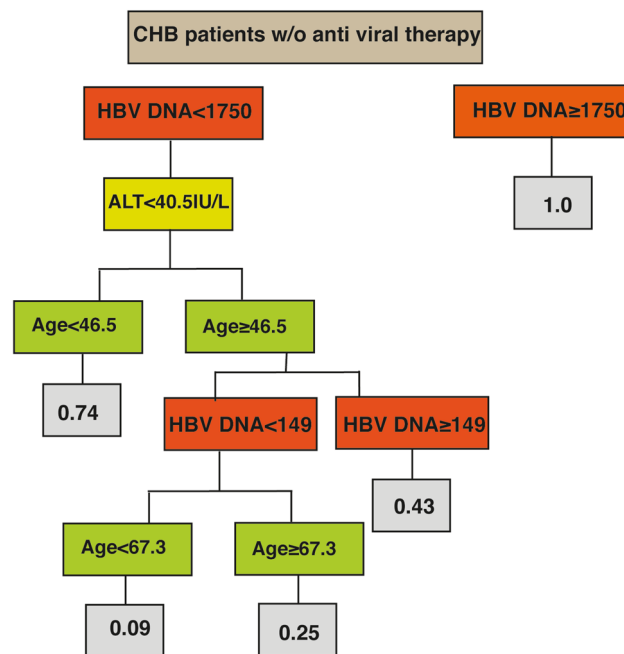 CHB patients w/o anti viral therapy
HBV DNA<1750
HBV DNA≥1750
ALT<40.5IU/L
1.0
Age<46.5
Age≥46.5
0.74
HBV DNA<149
HBV DNA≥149
0.43
Age<67.3
Age≥67.3
0.09
0.25